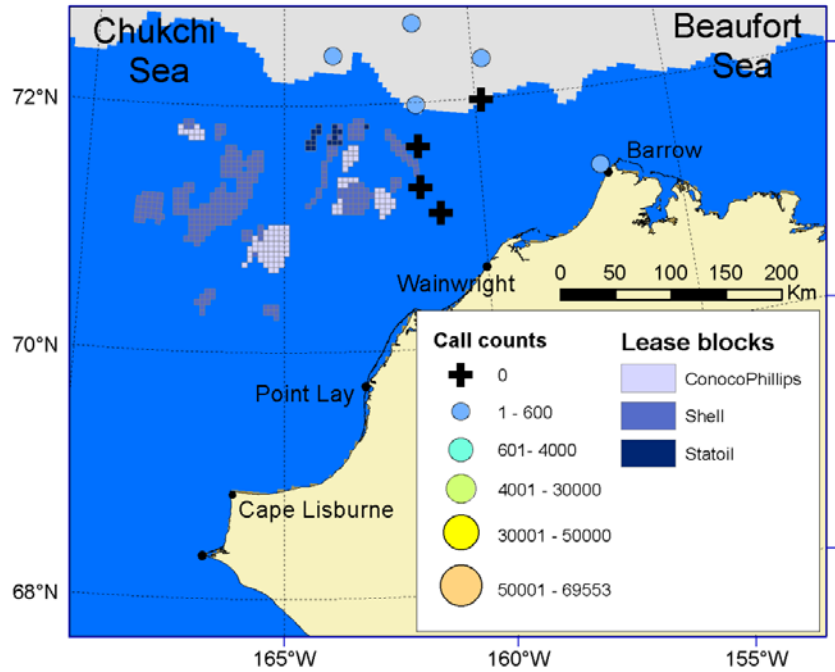 Chukchi
Sea
Beaufort
Sea
72°N
Barrow
Wainwright
0 50 100 150 200
Km
70°N
Point Lay
Cape Lisburne
68°N
Call counts
0
1 - 600
601- 4000
4001 - 30000
30001 - 50000
50001 - 69553
Lease blocks
ConocoPhillips
Shell
Statoil
165°W
160°W
155°W